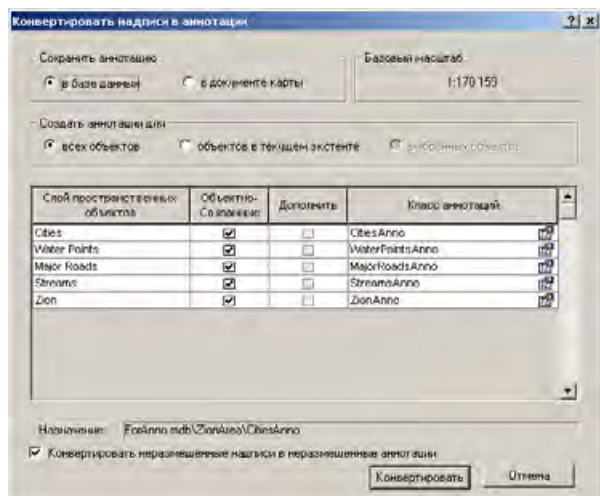 Конвертировать надписи в аннотации
Сохранить аннотацию
в базе данных
в документе карты
Базовый масштаб
1:170 159
Создать аннотации для
всех объектов
объектов в текущем экстенте
выбранных объектов
Слой пространственных объектов
Объектно-Связанные
Дополнить
Класс аннотаций
Cities
CitiesAnno
Water Points
WaterPointsAnno
Major Roads
MajorRoadsAnno
Streams
StreamsAnno
Zion
ZionAnno
Назначение: ForAnno.mdb\ZionArea\CitiesAnno
Конвертировать неразмещенные надписи в неразмещенные аннотации
Конвертировать
Отмена